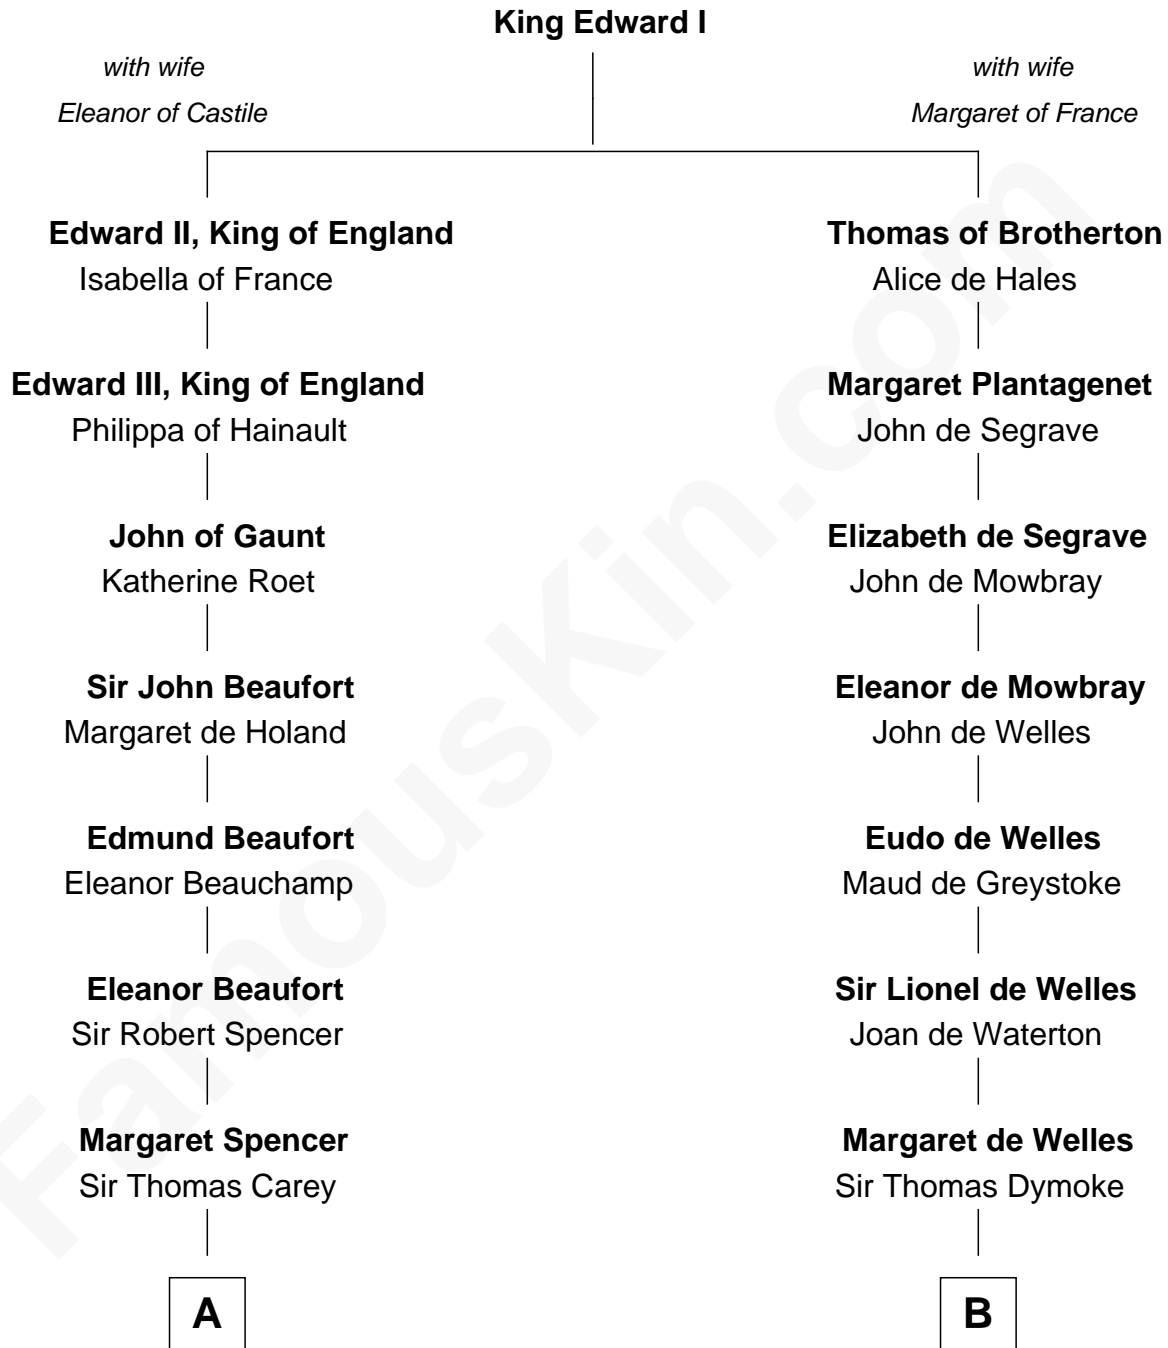 King Edward I
with wife
Eleanor of Castile
with wife
Margaret of France
Edward II, King of England
Isabella of France
Thomas of Brotherton
Alice de Hales
Edward III, King of England
Philippa of Hainault
Margaret Plantagenet
John de Segrave
John of Gaunt
Katherine Roet
Elizabeth de Segrave
John de Mowbray
Sir John Beaufort
Margaret de Holand
Eleanor de Mowbray
John de Welles
Edmund Beaufort
Eleanor Beauchamp
Eudo de Welles
Maud de Greystoke
Eleanor Beaufort
Sir Robert Spencer
Sir Lionel de Welles
Joan de Waterton
Margaret Spencer
Sir Thomas Carey
Margaret de Welles
Sir Thomas Dymoke
A
B
FamousKin.com